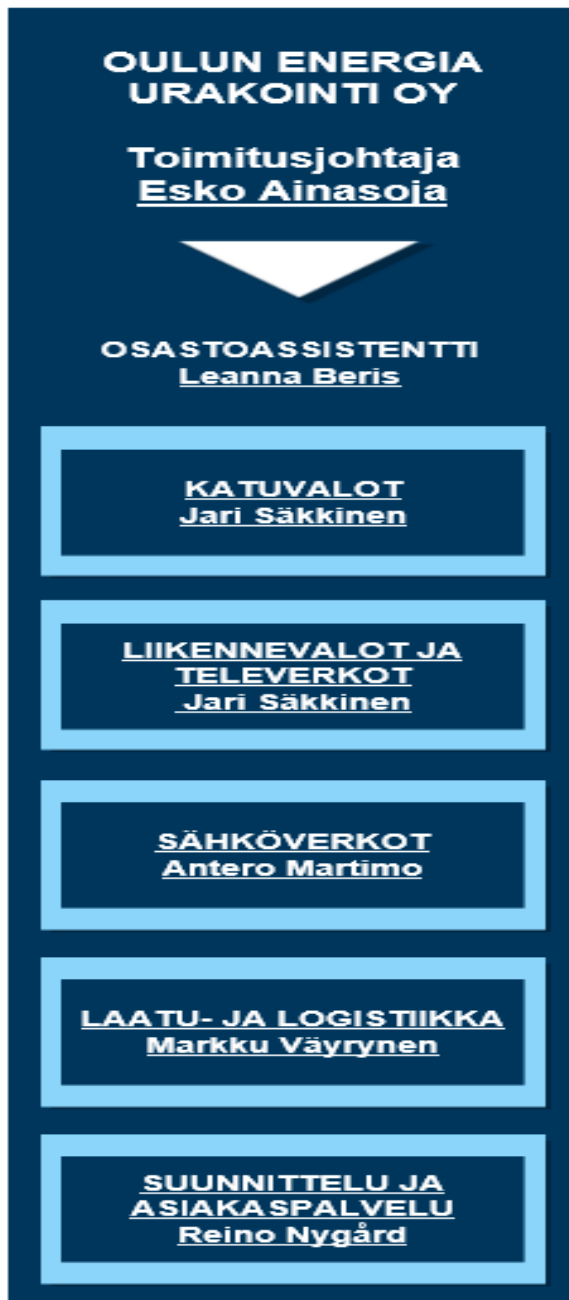 OULUN ENERGIA
URAKOINTI OY
Toimitusjohtaja
Esko Ainasoja
OSASTOASSISTENTTI
Leanna Beris
KATUVALOT
Jari Säkkinen
LIIKENNEVALOT JA
TELEVERKOT
Jari Säkkinen
SÄHKÖVERKOT
Antero Martimo
LAATU- JA LOGISTIIKKA
Markku Väyrynen
SUUNNITTELU JA
ASIAKASPALVELU
Reino Nygård